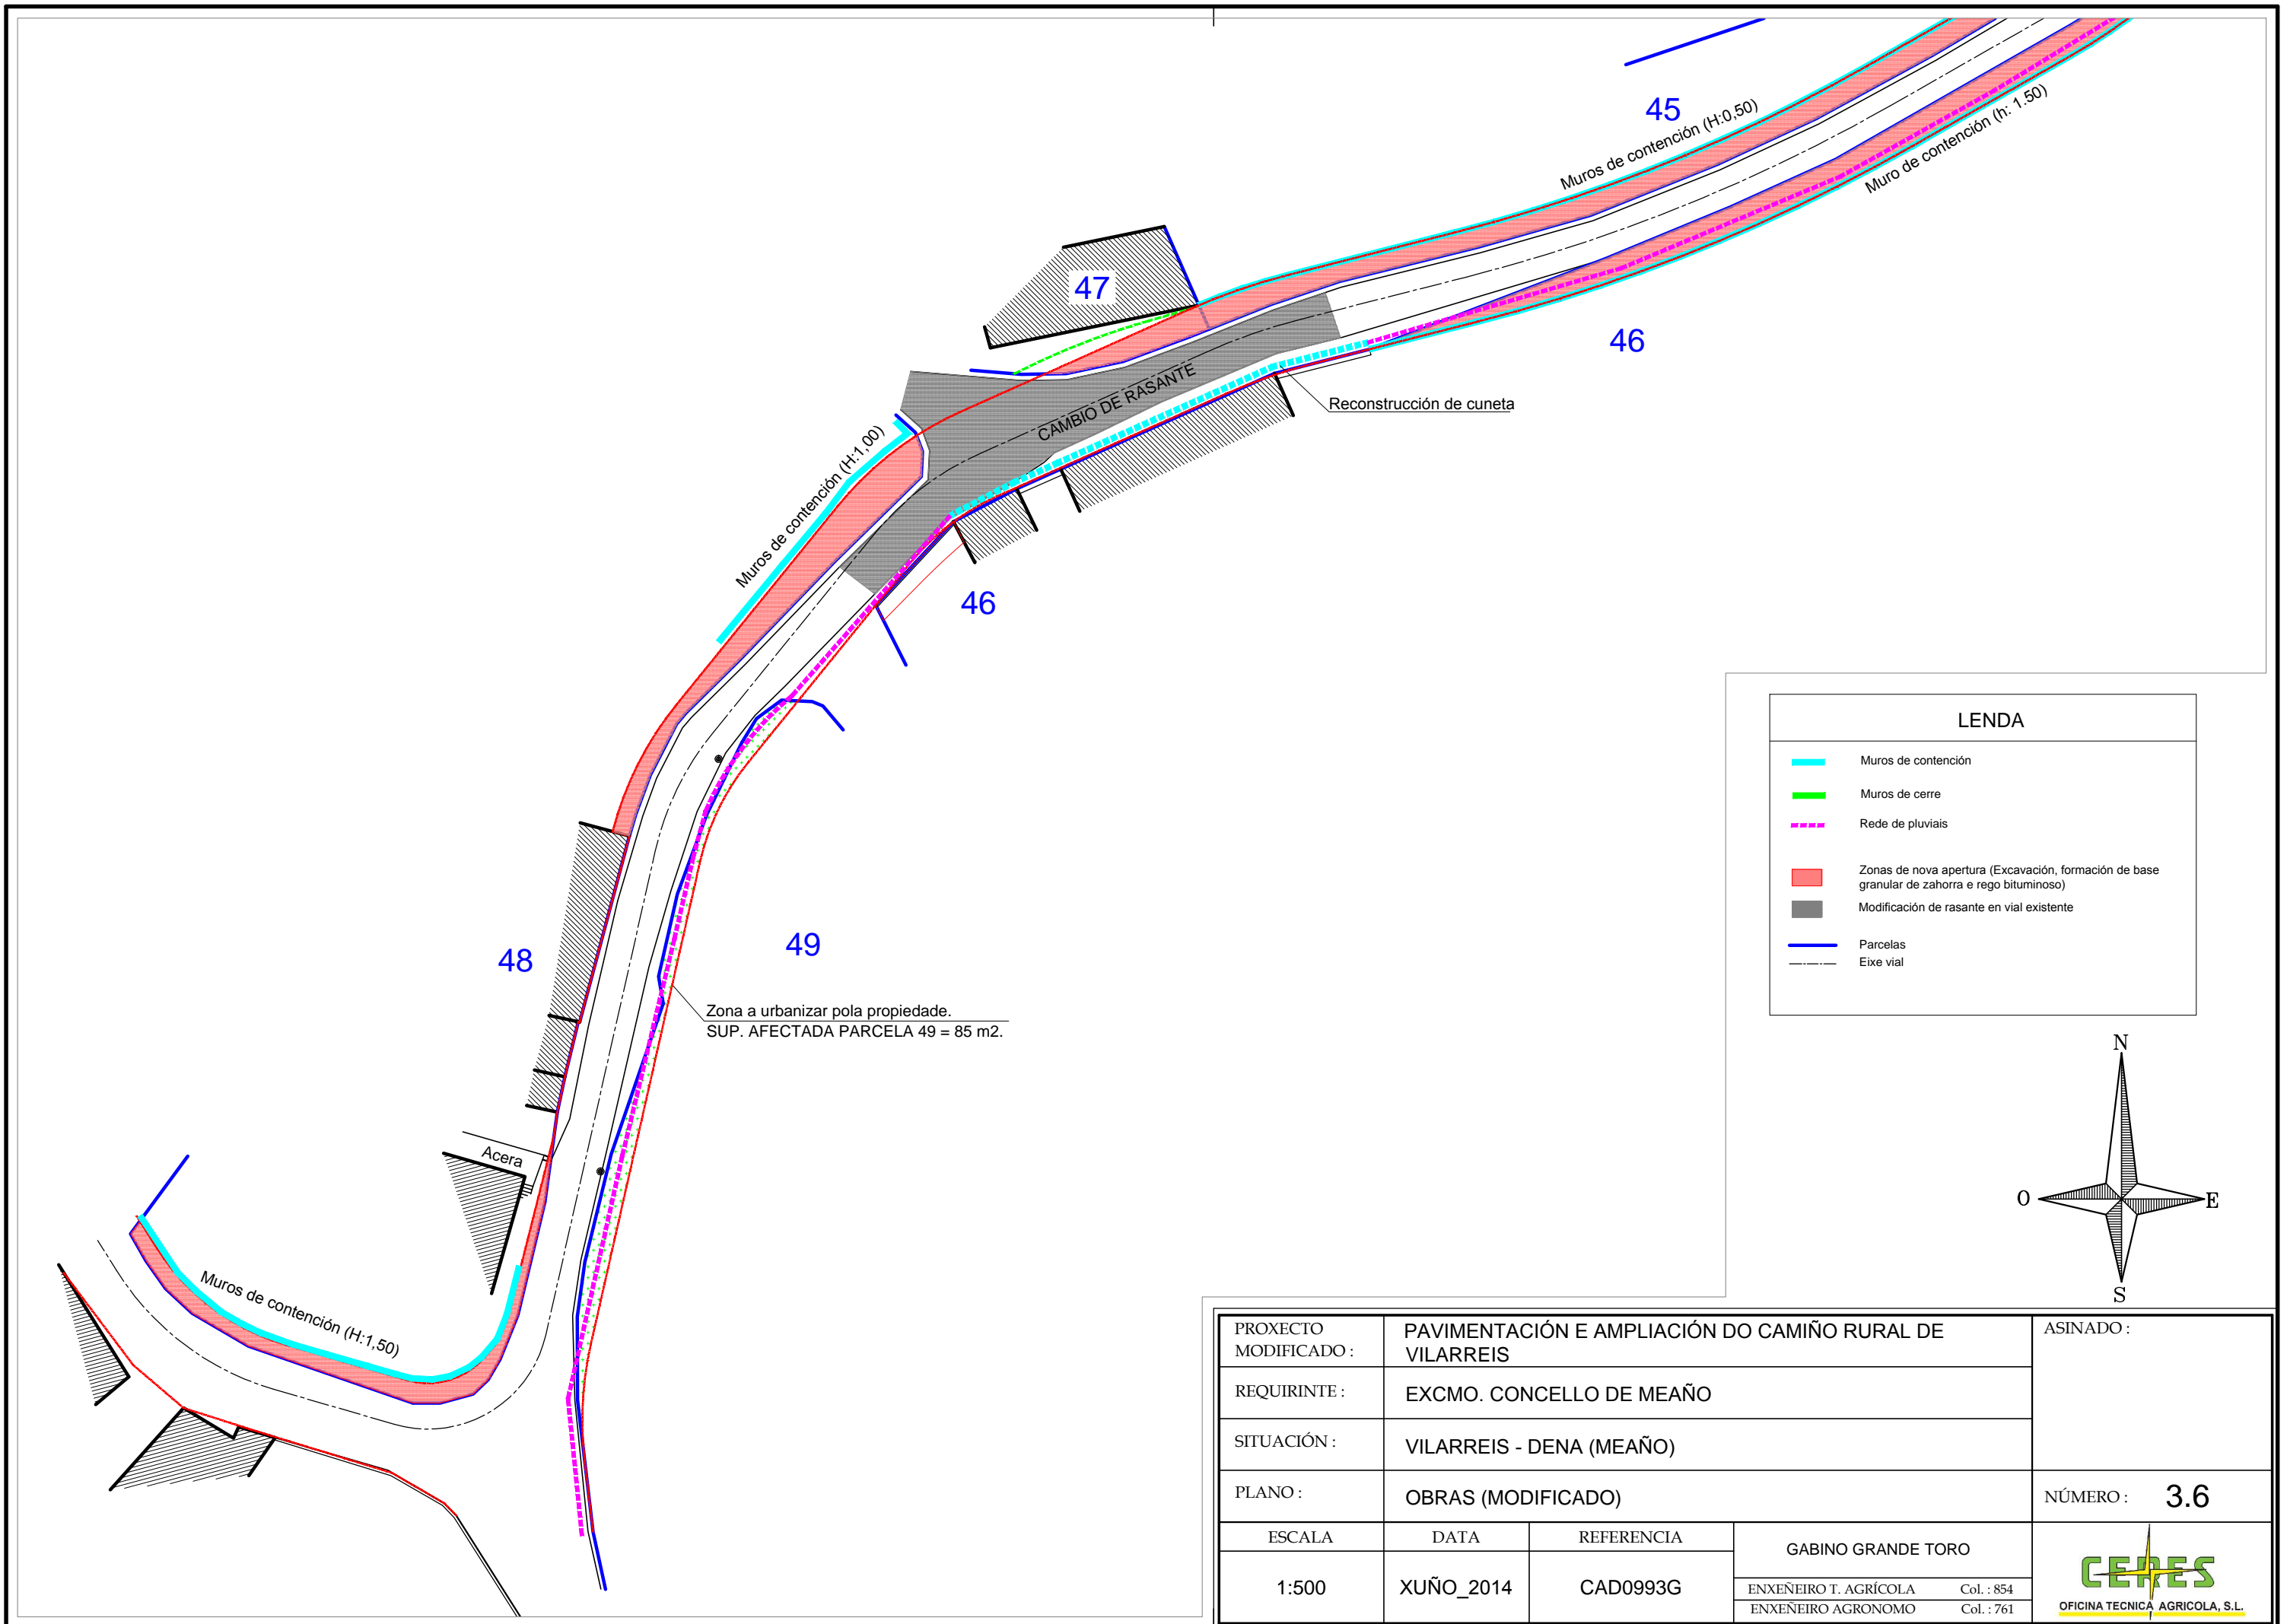 45
Muros de contención (H:0,50)
Muro de contención (h: 1.50)
47
46
CAMBIO DE RASANTE
Reconstrucción de cuneta
Muros de contención (H:1,00)
46
LENDA
Muros de contención
Muros de cerre
Rede de pluviais
Zonas de nova apertura (Excavación, formación de base
granular de zahorra e rego bituminoso)
Modificación de rasante en vial existente
Parcelas
Eixe vial
48
49
Zona a urbanizar pola propiedade.
SUP. AFECTADA PARCELA 49 = 85 m2.
Acera
Muros de contención (H:1,50)
N
O
E
S
PROXECTO
MODIFICADO :
PAVIMENTACIÓN E AMPLIACIÓN DO CAMIÑO RURAL DE
VILARREIS
ASINADO :
REQUIRINTE :
EXCMO. CONCELLO DE MEAÑO
SITUACIÓN :
VILARREIS - DENA (MEAÑO)
PLANO :
OBRAS (MODIFICADO)
NÚMERO : 3.6
ESCALA
DATA
REFERENCIA
GABINO GRANDE TORO
1:500
XUÑO_2014
CAD0993G
ENXEÑEIRO T. AGRÍCOLA Col. : 854
ENXEÑEIRO AGRONOMO Col. : 761
CERES
OFICINA TECNICA AGRICOLA, S.L.